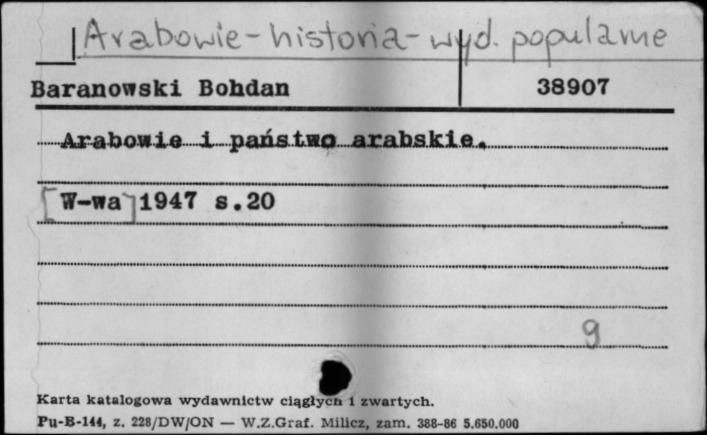 Arabowie - historia - wyd. popularne
Baranowski Bohdan 38907
Arabowie i państwo arabskie.
[W-wa] 1947 s.20
9
Karta katalogowa wydawnictw ciągłych i zwartych.
Pu-B-144, z. 228/DW/ON — W.Z.Graf. Milicz, zam. 388-86 5.650.000